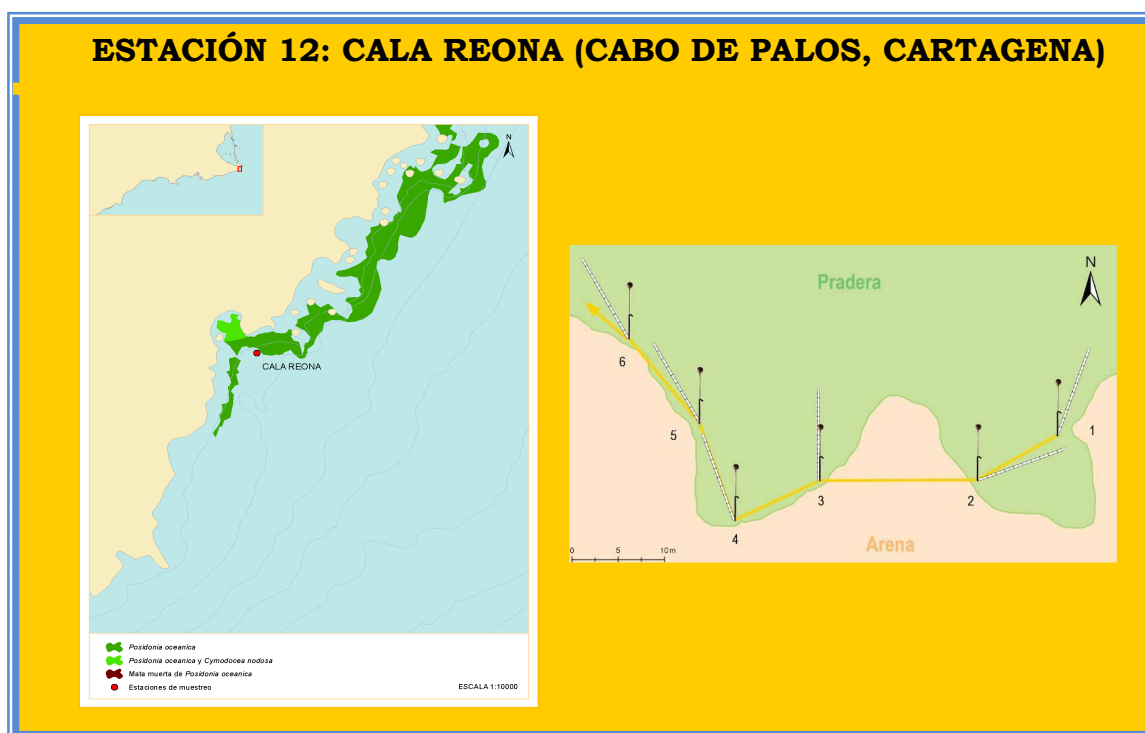 ESTACIÓN 12: CALA REONA (CABO DE PALOS, CARTAGENA)
N
CALA REONA
Posidonia oceanica
Posidonia oceanica y Cymodocea nodosa
Mata muerta de Posidonia oceanica
Estaciones de muestreo
ESCALA 1:10000
Pradera
N
6
5
4
3
2
1
Arena
0 5 10 m